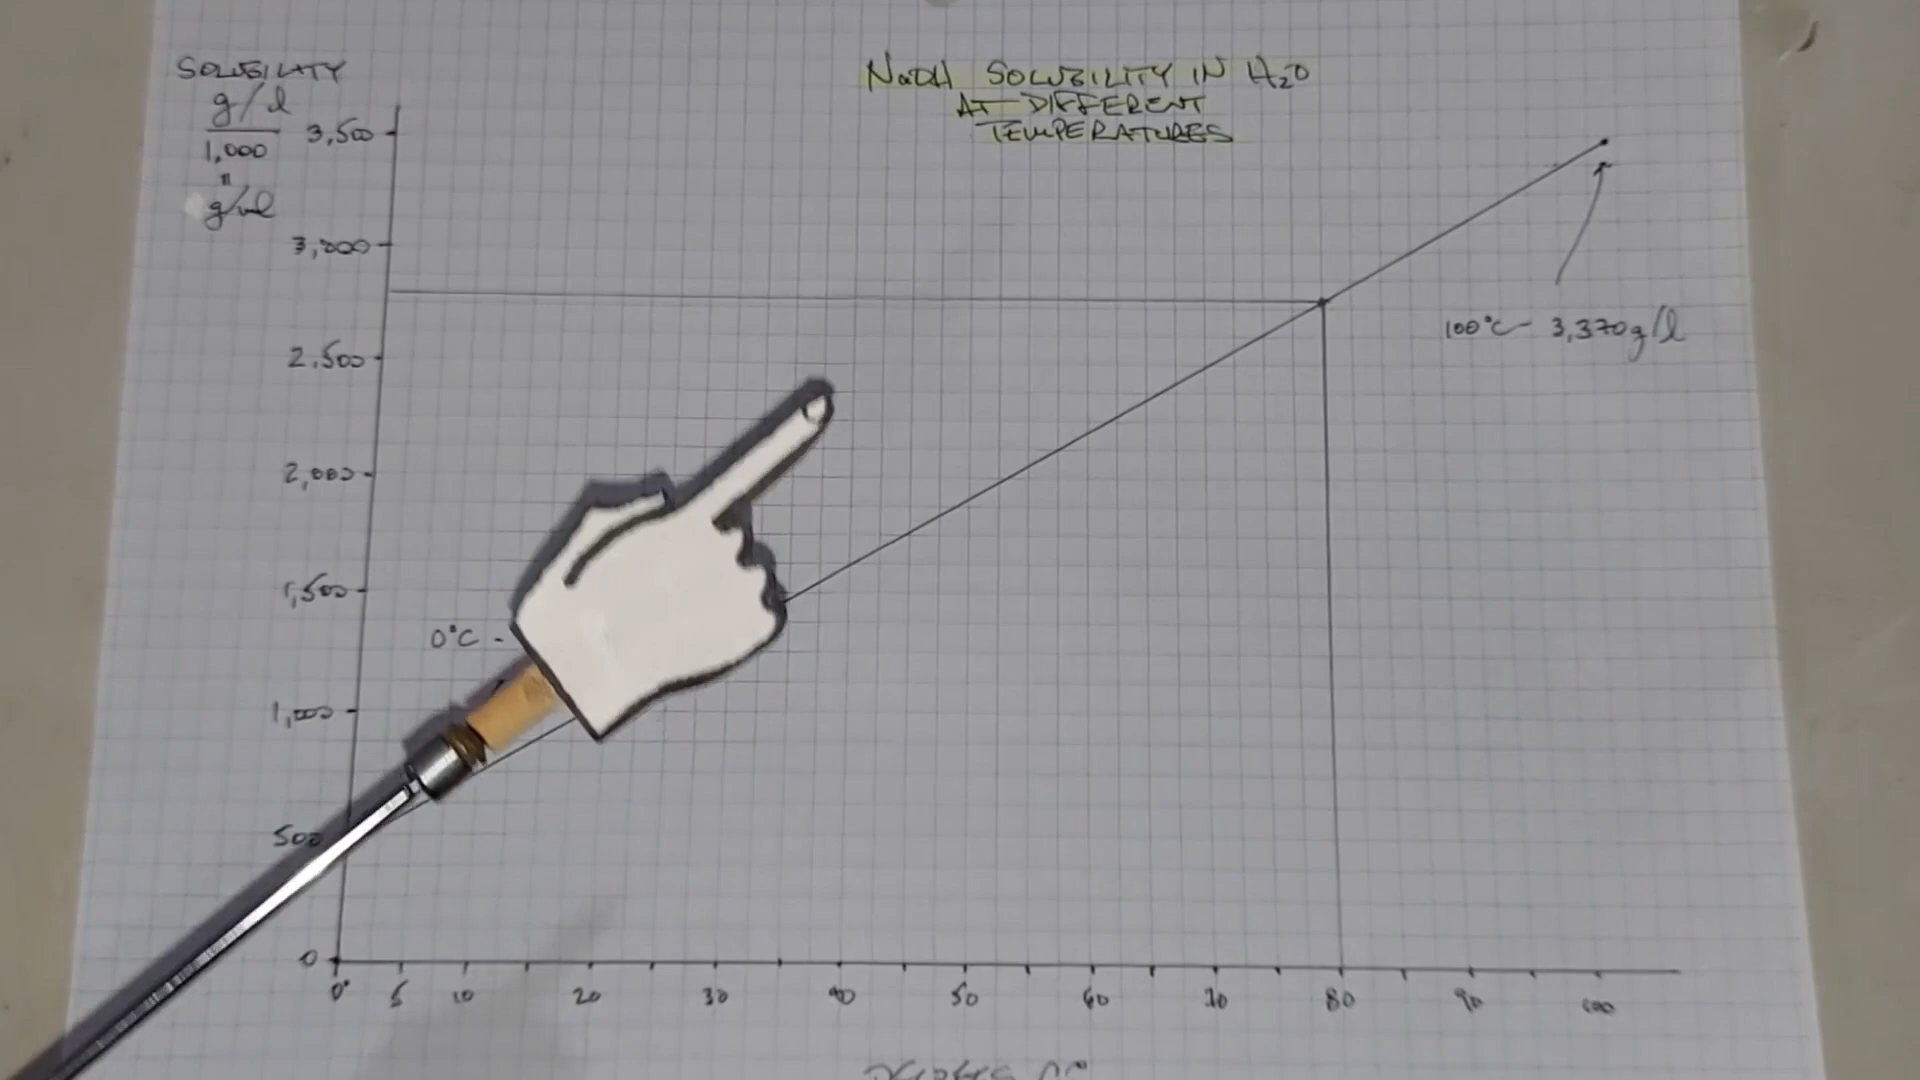 SOLUBILITY
g/l
1,000
"
g/ml
NaOH SOLUBILITY IN H₂O
AT DIFFERENT
TEMPERATURES
3,500
3,000
2,500
2,000
1,500
1,000
500
0
0°C -
100°C - 3,370 g/l
0° 5 10 20 30 40 50 60 70 80 90 100